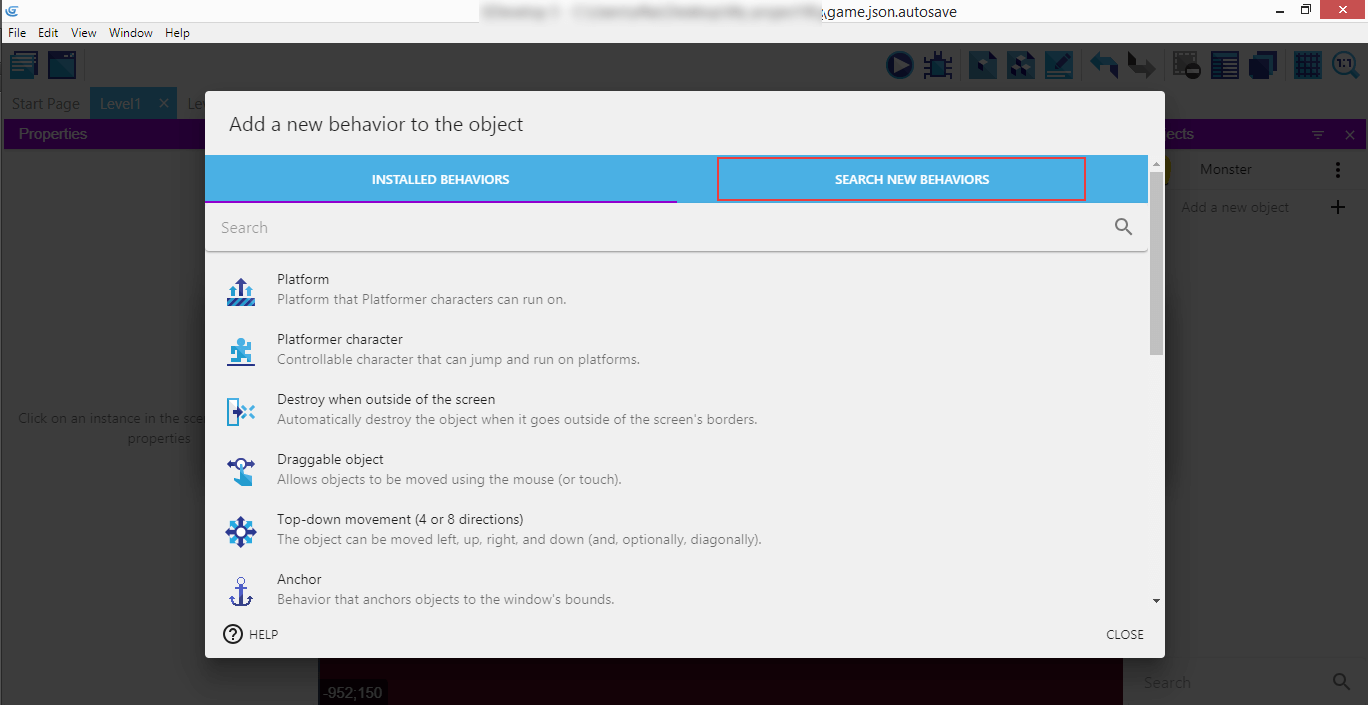 \game.json.autosave
File Edit View Window Help
1:1
Start Page Level1 Le
Properties
ects
Add a new behavior to the object
INSTALLED BEHAVIORS SEARCH NEW BEHAVIORS
Search
Monster
Add a new object
Platform
Platform that Platformer characters can run on.
Platformer character
Controllable character that can jump and run on platforms.
Destroy when outside of the screen
Automatically destroy the object when it goes outside of the screen's borders.
Click on an instance in the sce
properties
Draggable object
Allows objects to be moved using the mouse (or touch).
Top-down movement (4 or 8 directions)
The object can be moved left, up, right, and down (and, optionally, diagonally).
Anchor
Behavior that anchors objects to the window's bounds.
HELP CLOSE
-952;150
Search